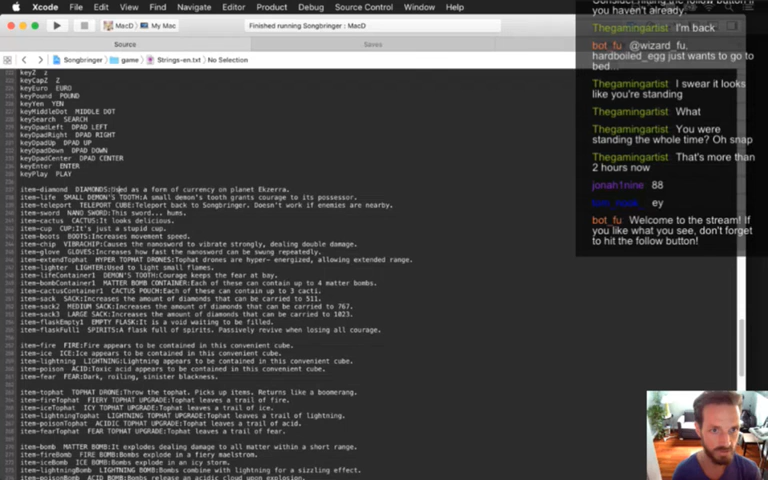 Xcode File Edit View Find Navigate Editor Product Debug Source Control Window Help
MacD My Mac
Finished running Songbringer : MacD
Source
Saves
Songbringer game Strings-en.txt No Selection
keyZ z
keyCapZ Z
keyEuro EURO
keyPound POUND
keyYen YEN
keyMiddleDot MIDDLE DOT
keySearch SEARCH
keyDpadLeft DPAD LEFT
keyDpadRight DPAD RIGHT
keyDpadUp DPAD UP
keyDpadDown DPAD DOWN
keyDpadCenter DPAD CENTER
keyEnter ENTER
keyPlay PLAY
item-diamond DIAMONDS:Used as a form of currency on planet Ekzerra.
item-life SMALL DEMON'S TOOTH:A small demon's tooth grants courage to its possessor.
item-teleport TELEPORT CUBE:Teleport back to Songbringer. Doesn't work if enemies are nearby.
item-sword NANO SWORD:This sword... hums.
item-cactus CACTUS:It looks delicious.
item-cup CUP:It's just a stupid cup.
item-boots BOOTS:Increases movement speed.
item-chip VIBRACHIP:Causes the nanosword to vibrate strongly, dealing double damage.
item-glove GLOVES:Increases how fast the nanosword can be swung repeatedly.
item-extendTophat HYPER TOPHAT DRONES:Tophat drones are hyper- energized, allowing extended range.
item-lighter LIGHTER:Used to light small flames.
item-lifeContainer1 DEMON'S TOOTH:Courage keeps the fear at bay.
item-bombContainer1 MATTER BOMB CONTAINER:Each of these can contain up to 4 matter bombs.
item-cactusContainer1 CACTUS POUCH:Each of these can contain up to 3 cacti.
item-sack SACK:Increases the amount of diamonds that can be carried to 511.
item-sack2 MEDIUM SACK:Increases the amount of diamonds that can be carried to 767.
item-sack3 LARGE SACK:Increases the amount of diamonds that can be carried to 1023.
item-flaskEmpty1 EMPTY FLASK:It is a void waiting to be filled.
item-flaskFull1 SPIRITS:A flask full of spirits. Passively revive when losing all courage.
item-fire FIRE:Fire appears to be contained in this convenient cube.
item-ice ICE:Ice appears to be contained in this convenient cube.
item-lightning LIGHTNING:Lightning appears to be contained in this convenient cube.
item-poison ACID:Toxic acid appears to be contained in this convenient cube.
item-fear FEAR:Dark, roiling, sinister blackness.
item-tophat TOPHAT DRONE:Throw the tophat. Picks up items. Returns like a boomerang.
item-fireTophat FIERY TOPHAT UPGRADE:Tophat leaves a trail of fire.
item-iceTophat ICY TOPHAT UPGRADE:Tophat leaves a trail of ice.
item-lightningTophat LIGHTNING TOPHAT UPGRADE:Tophat leaves a trail of lightning.
item-poisonTophat ACIDIC TOPHAT UPGRADE:Tophat leaves a trail of acid.
item-fearTophat FEAR TOPHAT UPGRADE:Tophat leaves a trail of fear.
item-bomb MATTER BOMB:It explodes dealing damage to all matter within a short range.
item-fireBomb FIRE BOMB:Bombs explode in a fiery maelstrom.
item-iceBomb ICE BOMB:Bombs explode in an icy storm.
item-lightningBomb LIGHTNING BOMB:Bombs combine with lightning for a sizzling effect.
item-poisonBomb ACID BOMB:Bombs release an acidic cloud upon explosion.
you haven't already
Thegamingartist I'm back
bot_fu @wizard_fu,
hardboiled_egg just wants to go to
bed...
Thegamingartist I swear it looks
like you're standing
Thegamingartist What
Thegamingartist You were
standing the whole time? Oh snap
Thegamingartist That's more than
2 hours now
jonah1nine 88
ey
bot_fu Welcome to the stream! If
you like what you see, don't forget
to hit the follow button!